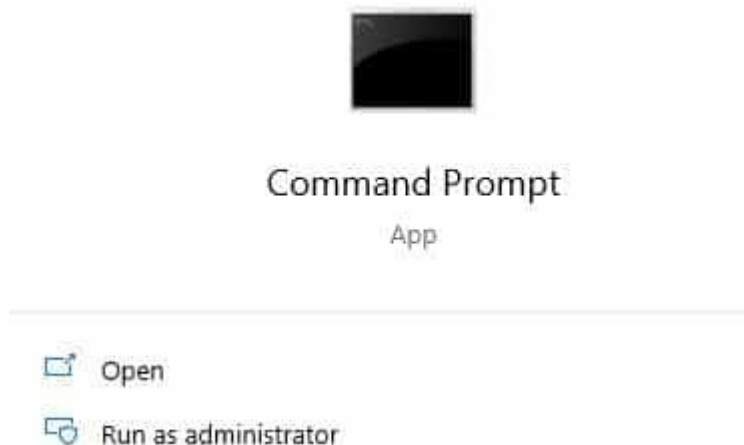 Command Prompt
App
Open
Run as administrator